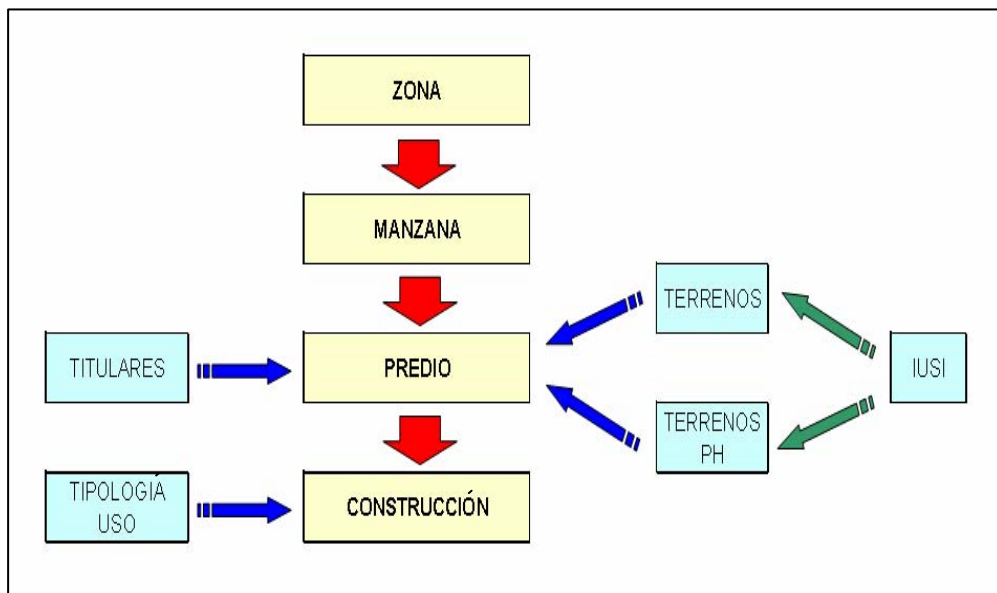 ZONA
MANZANA
TERRENOS
TITULARES
PREDIO
IUSI
TERRENOS
PH
TIPOLOGÍA
USO
CONSTRUCCIÓN